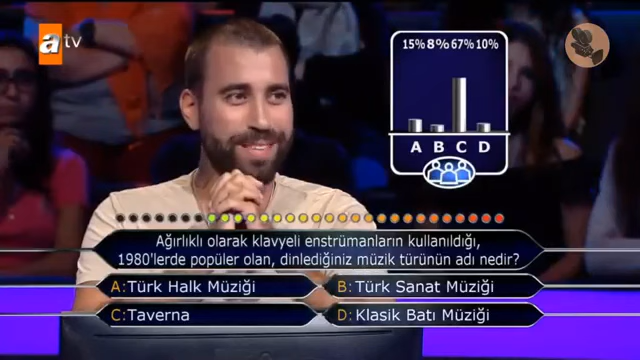 atv
15% 8% 67% 10%
A B C D
Ağırlıklı olarak klavyeli enstrümanların kullanıldığı,
1980'lerde popüler olan, dinlediğiniz müzik türünün adı nedir?
A: Türk Halk Müziği
B: Türk Sanat Müziği
C: Taverna
D: Klasik Batı Müziği